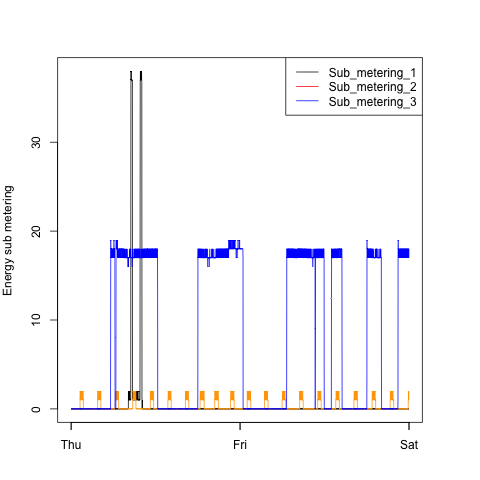 Sub_metering_1
Sub_metering_2
Sub_metering_3
Energy sub metering
30
20
10
0
Thu Fri Sat